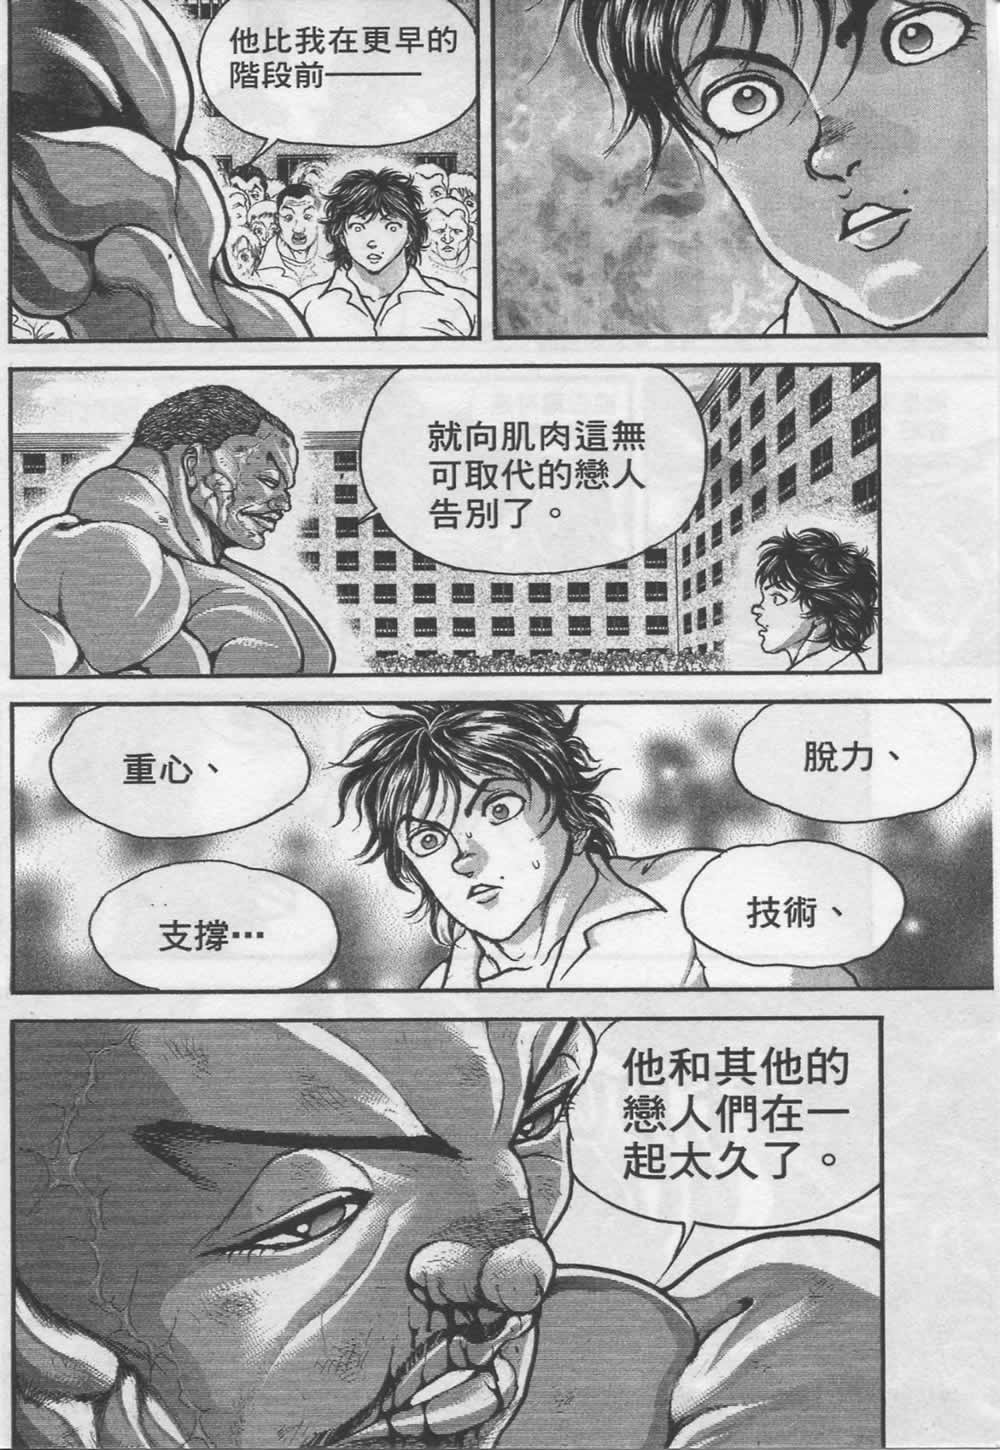 他比我在更早的
階段前———
就向肌肉這無
可取代的戀人
告別了。
脫力、
技術、
重心、
支撐…
他和其他的
戀人們在一
起太久了。